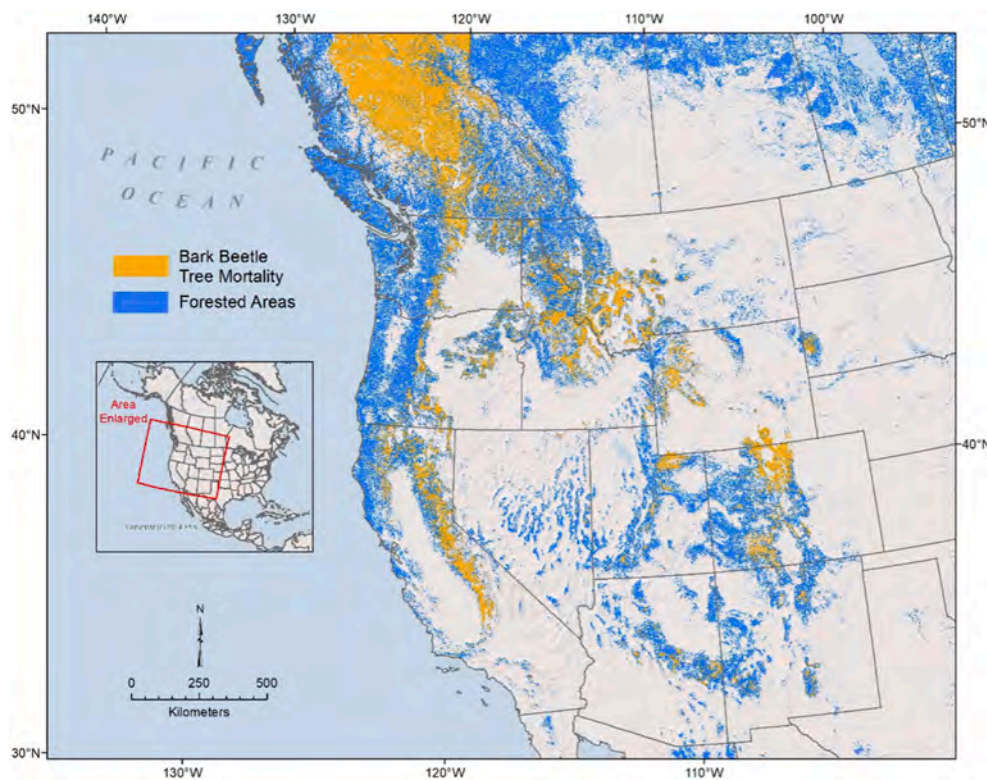 140°W
130°W
120°W
110°W
100°W
50°N
50°N
PACIFIC
OCEAN
Bark Beetle
Tree Mortality
Forested Areas
Area
Enlarged
40°N
40°N
N
0 250 500
Kilometers
30°N
130°W
120°W
110°W